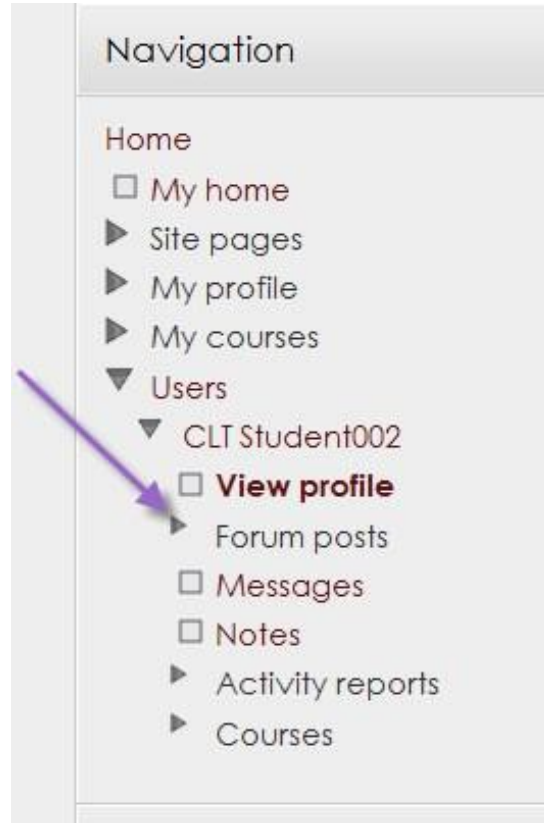 Navigation
Home
My home
Site pages
My profile
My courses
Users
CLT Student002
View profile
Forum posts
Messages
Notes
Activity reports
Courses